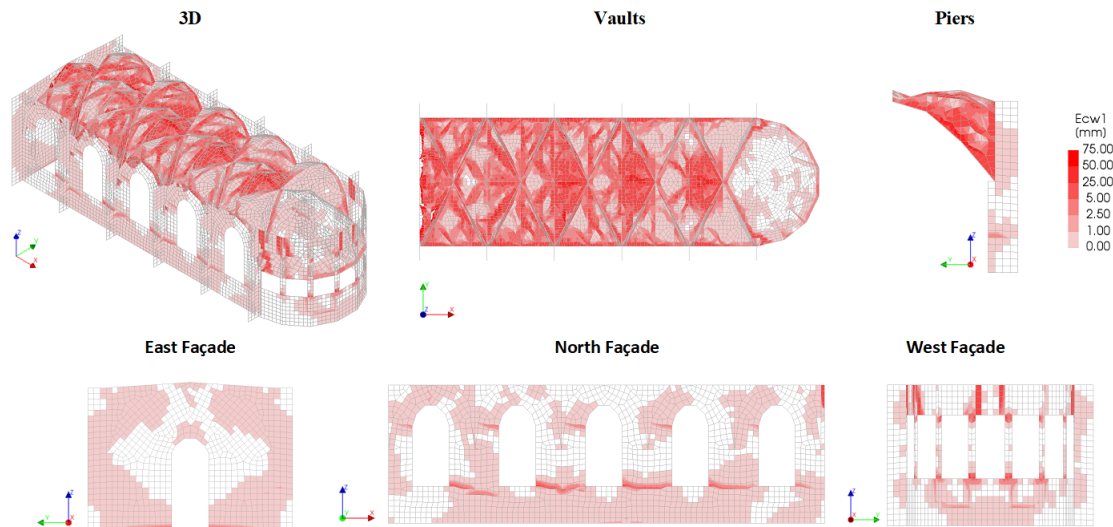 3D
Vaults
Piers
Ecw1
(mm)
75.00
50.00
25.00
5.00
2.50
1.00
0.00
Z
Y
X
Y
Z
X
Z
Y
X
East Façade
North Façade
West Façade
Z
Y
X
Z
Y
X
Z
X
Y